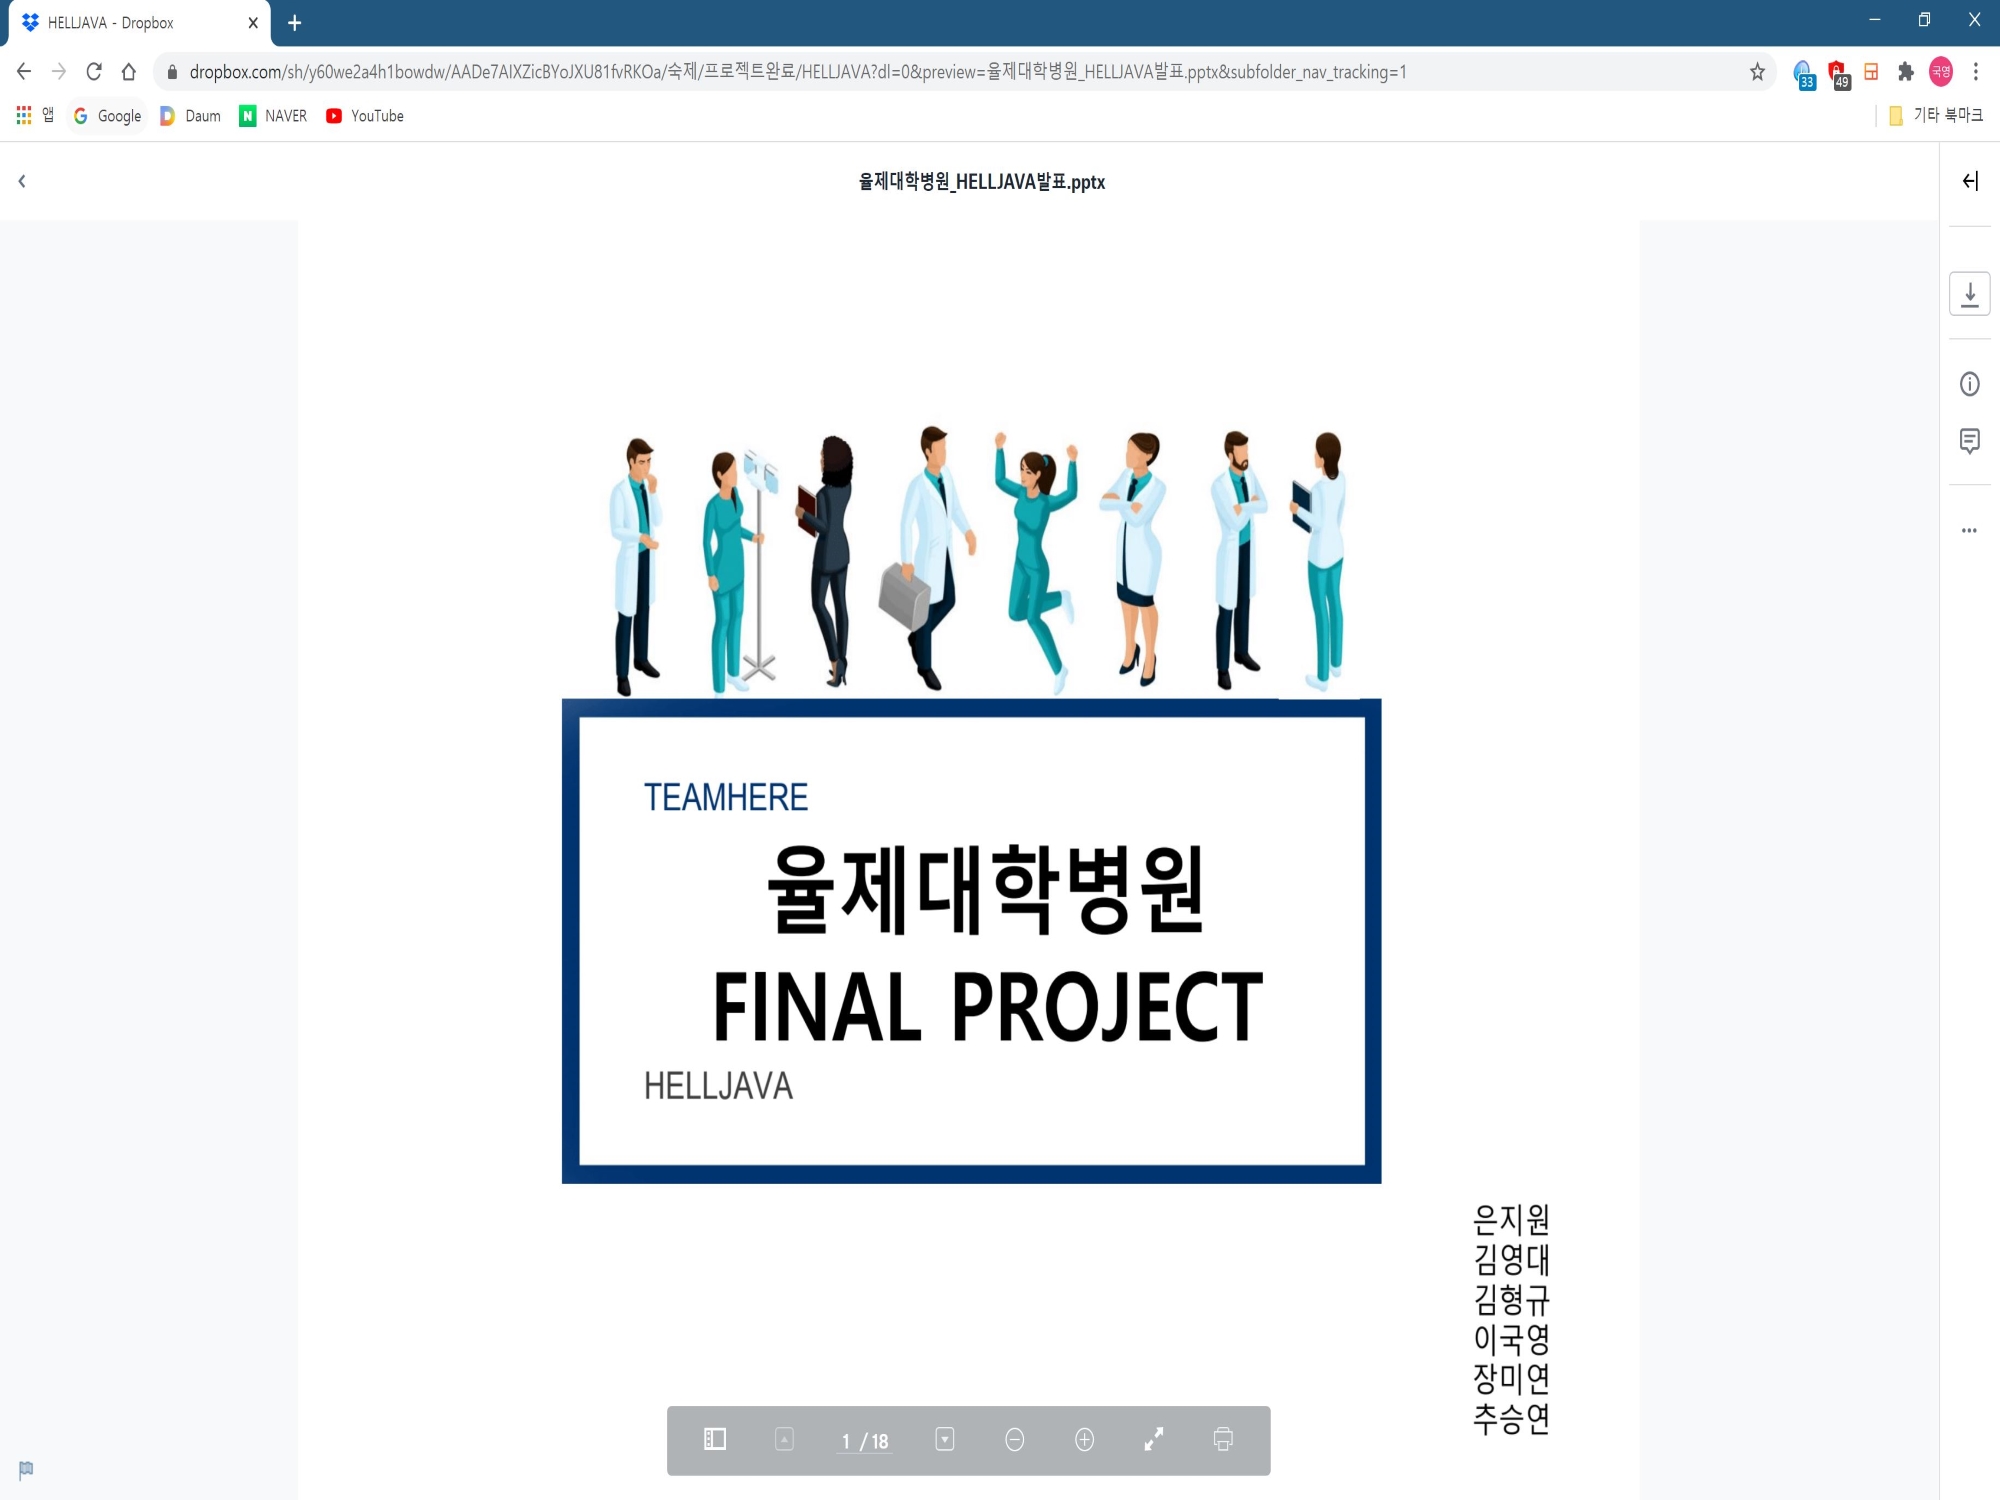 HELLJAVA - Dropbox
dropbox.com/sh/y60we2a4h1bowdw/AADe7AIXZicBYoJXU81fvRKOa/숙제/프로젝트완료/HELLJAVA?dl=0&preview=율제대학병원_HELLJAVA발표.pptx&subfolder_nav_tracking=1
33
49
국영
앱
Google
Daum
NAVER
YouTube
기타 북마크
율제대학병원_HELLJAVA발표.pptx
TEAMHERE
율제대학병원
FINAL PROJECT
HELLJAVA
은지원
김영대
김형규
이국영
장미연
추승연
1 / 18